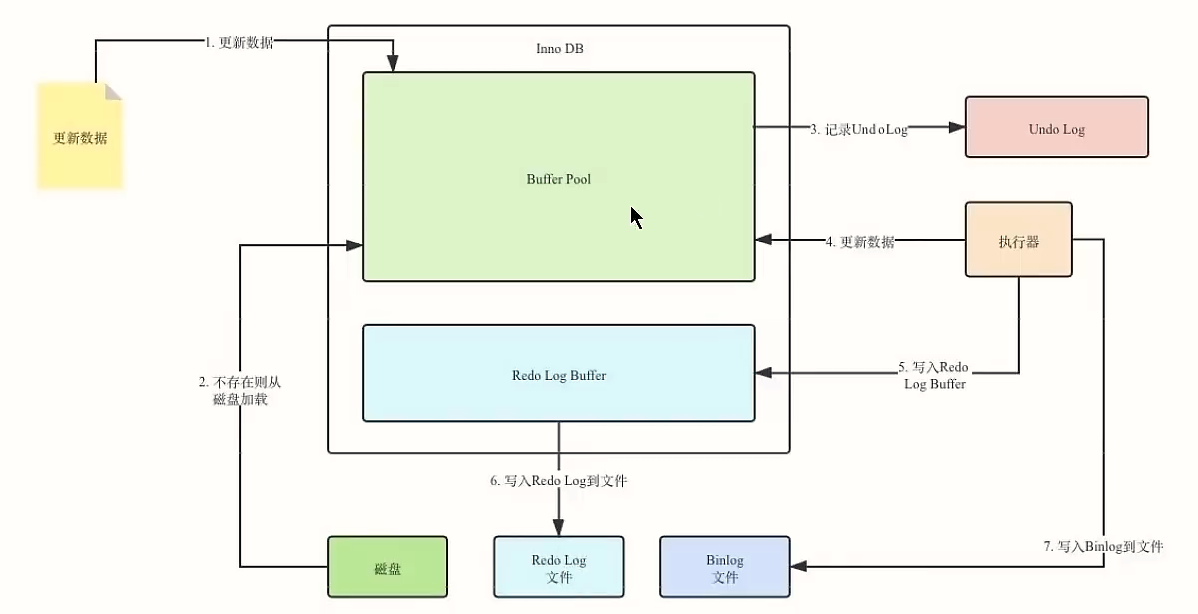 1. 更新数据
Inno DB
更新数据
Buffer Pool
3. 记录UndoLog
Undo Log
4. 更新数据
执行器
2. 不存在则从
磁盘加载
Redo Log Buffer
5. 写入Redo
Log Buffer
6. 写入Redo Log到文件
7. 写入Binlog到文件
磁盘
Redo Log
文件
Binlog
文件